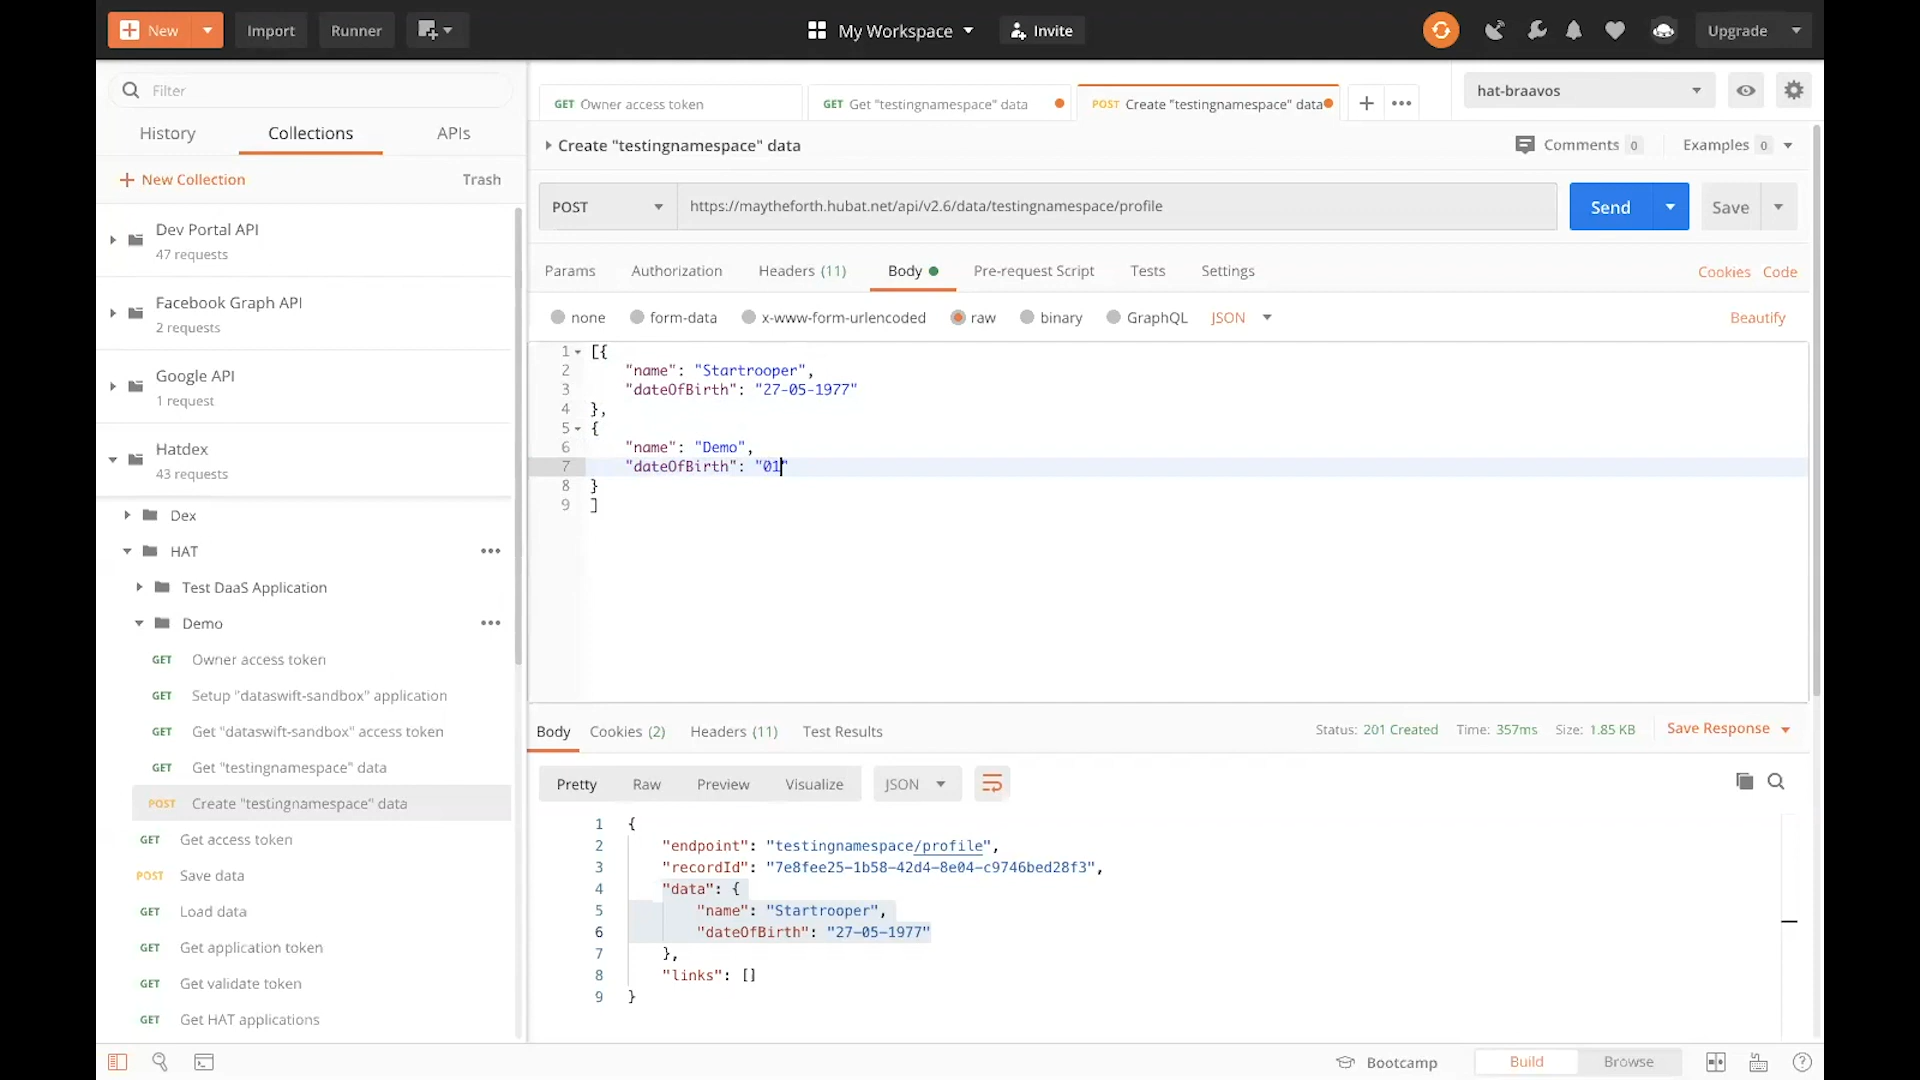 New Import Runner My Workspace Invite Upgrade
Filter
History Collections APIs
New Collection Trash
Dev Portal API
47 requests
Facebook Graph API
2 requests
Google API
1 request
Hatdex
43 requests
Dex
HAT
Test DaaS Application
Demo
GET Owner access token
GET Setup "dataswift-sandbox" application
GET Get "dataswift-sandbox" access token
GET Get "testingnamespace" data
POST Create "testingnamespace" data
GET Get access token
POST Save data
GET Load data
GET Get application token
GET Get validate token
GET Get HAT applications
GET Owner access token GET Get "testingnamespace" data POST Create "testingnamespace" data hat-braavos
Create "testingnamespace" data Comments 0 Examples 0
POST https://maytheforth.hubat.net/api/v2.6/data/testingnamespace/profile Send Save
Params Authorization Headers (11) Body Pre-request Script Tests Settings Cookies Code
none form-data x-www-form-urlencoded raw binary GraphQL JSON Beautify
1 [{
2 "name": "Startrooper",
3 "dateOfBirth": "27-05-1977"
4 },
5 {
6 "name": "Demo",
7 "dateOfBirth": "01"
8 }
9 ]
Body Cookies (2) Headers (11) Test Results Status: 201 Created Time: 357ms Size: 1.85 KB Save Response
Pretty Raw Preview Visualize JSON
1 {
2 "endpoint": "testingnamespace/profile",
3 "recordId": "7e8fee25-1b58-42d4-8e04-c9746bed28f3",
4 "data": {
5 "name": "Startrooper",
6 "dateOfBirth": "27-05-1977"
7 },
8 "links": []
9 }
Bootcamp Build Browse